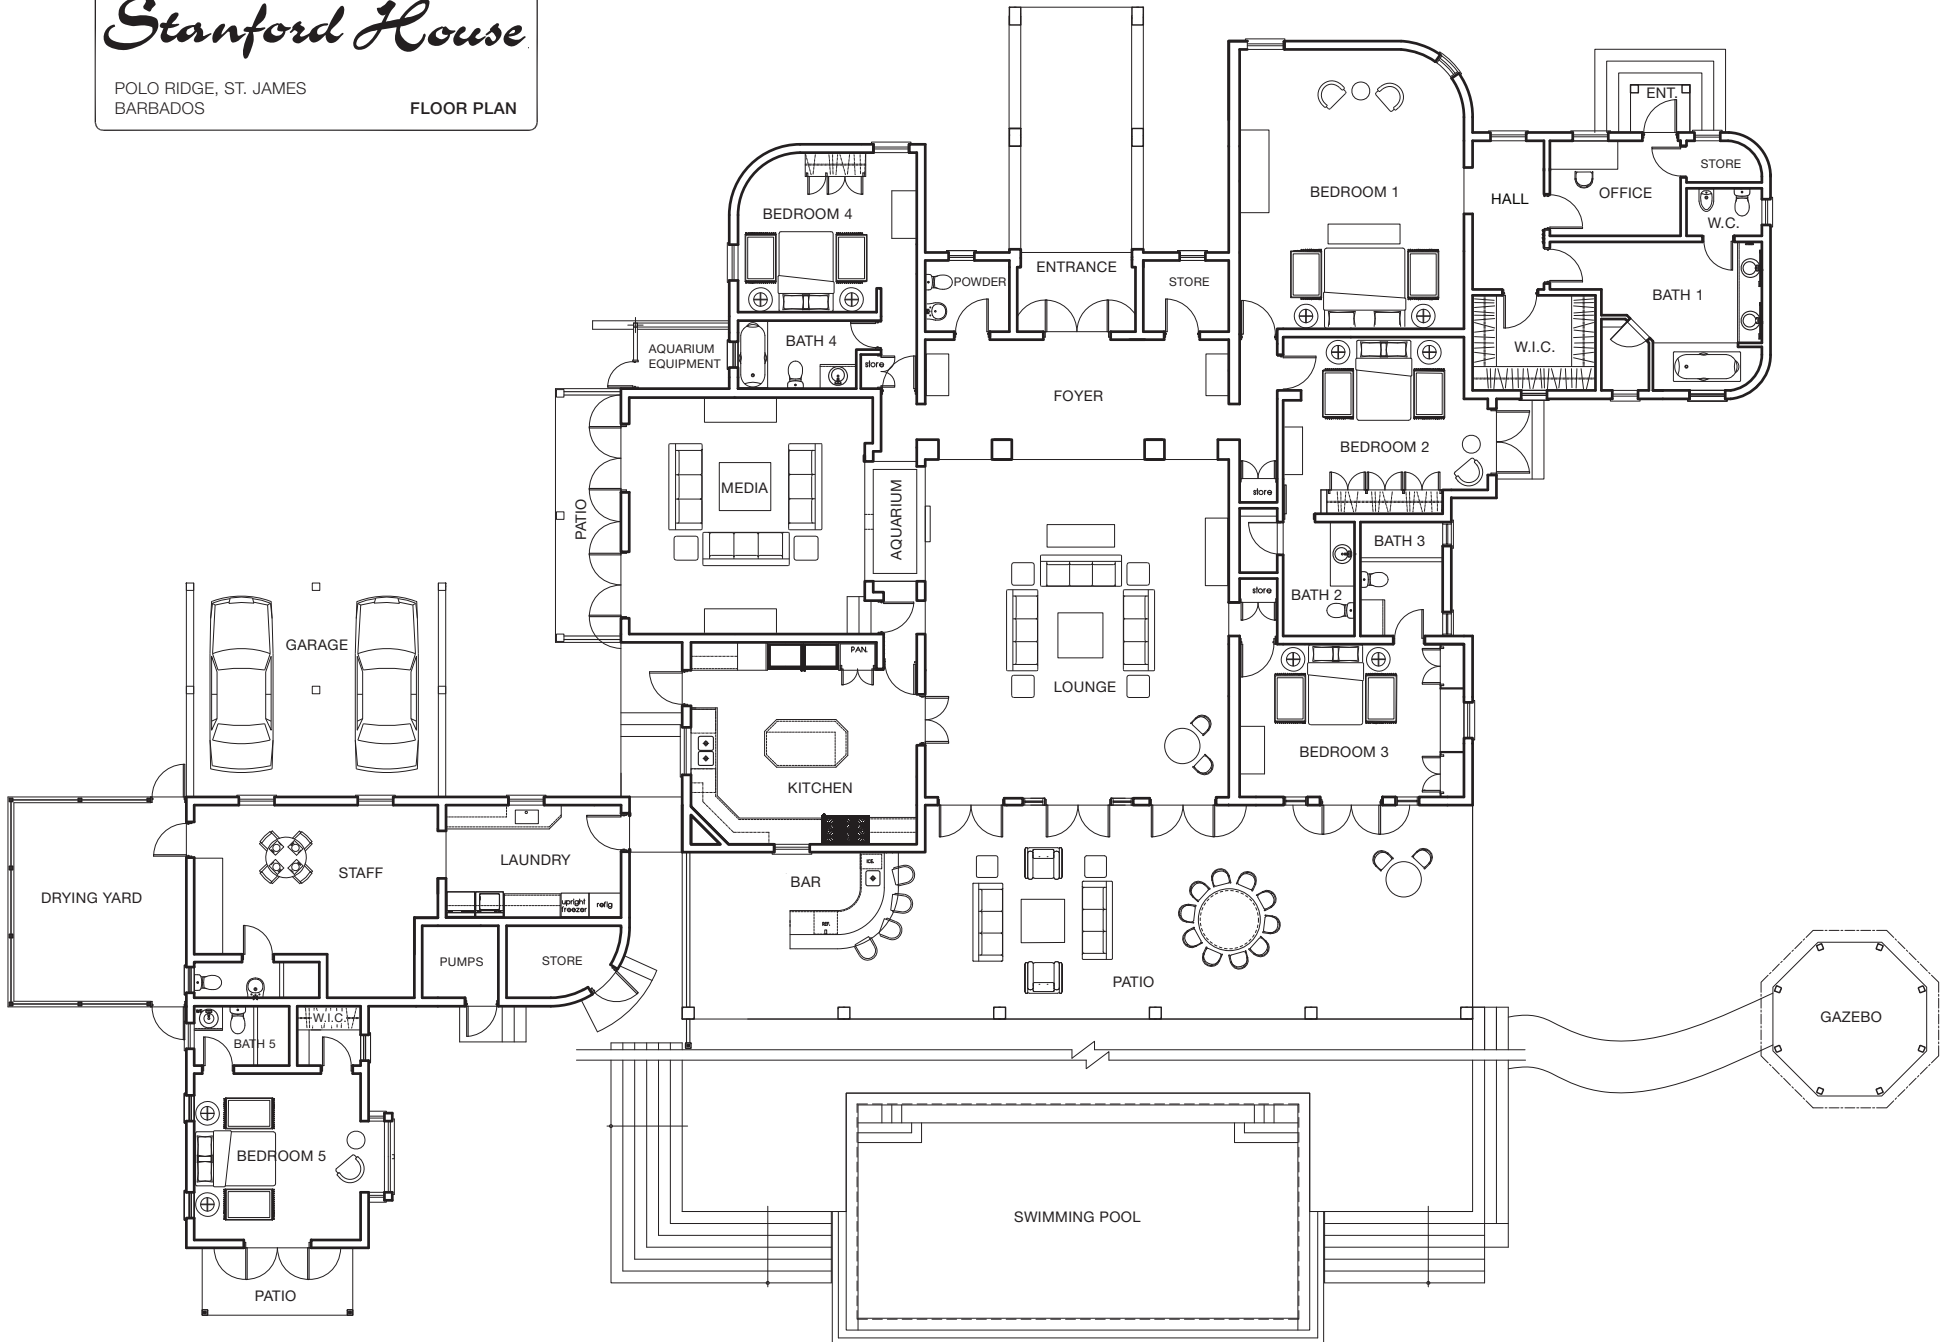 Stanford House
POLO RIDGE, ST. JAMES
BARBADOS
FLOOR PLAN
ENT.
STORE
BEDROOM 1
HALL
OFFICE
W.C.
BEDROOM 4
ENTRANCE
POWDER
STORE
BATH 1
BATH 4
AQUARIUM
EQUIPMENT
store
W.I.C.
FOYER
BEDROOM 2
MEDIA
AQUARIUM
PATIO
store
BATH 3
store
BATH 2
GARAGE
PAN.
LOUNGE
BEDROOM 3
KITCHEN
LAUNDRY
STAFF
BAR
ICE.
DRYING YARD
upright
freezer
refig
REF.
PUMPS
STORE
PATIO
W.I.C.
BATH 5
GAZEBO
BEDROOM 5
SWIMMING POOL
PATIO